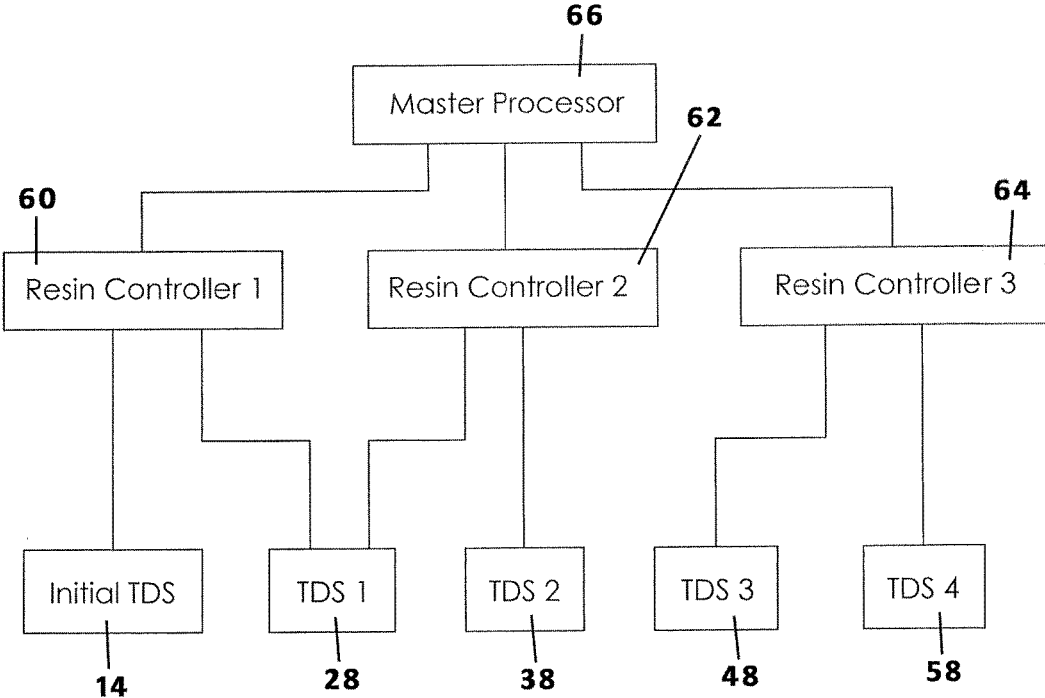 66
Master Processor
62
60
64
Resin Controller 1
Resin Controller 2
Resin Controller 3
Initial TDS
TDS 1
TDS 2
TDS 3
TDS 4
14
28
38
48
58